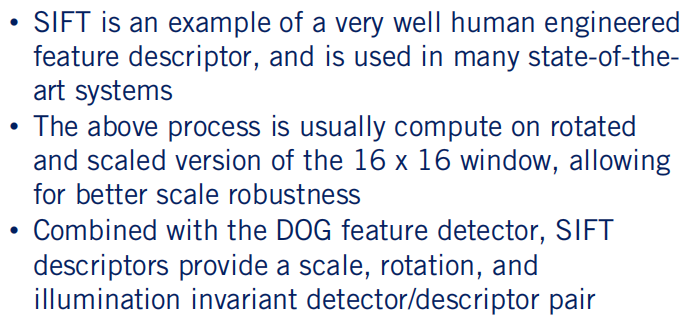 • SIFT is an example of a very well human engineered
feature descriptor, and is used in many state-of-the-
art systems
• The above process is usually compute on rotated
and scaled version of the 16 x 16 window, allowing
for better scale robustness
• Combined with the DOG feature detector, SIFT
descriptors provide a scale, rotation, and
illumination invariant detector/descriptor pair